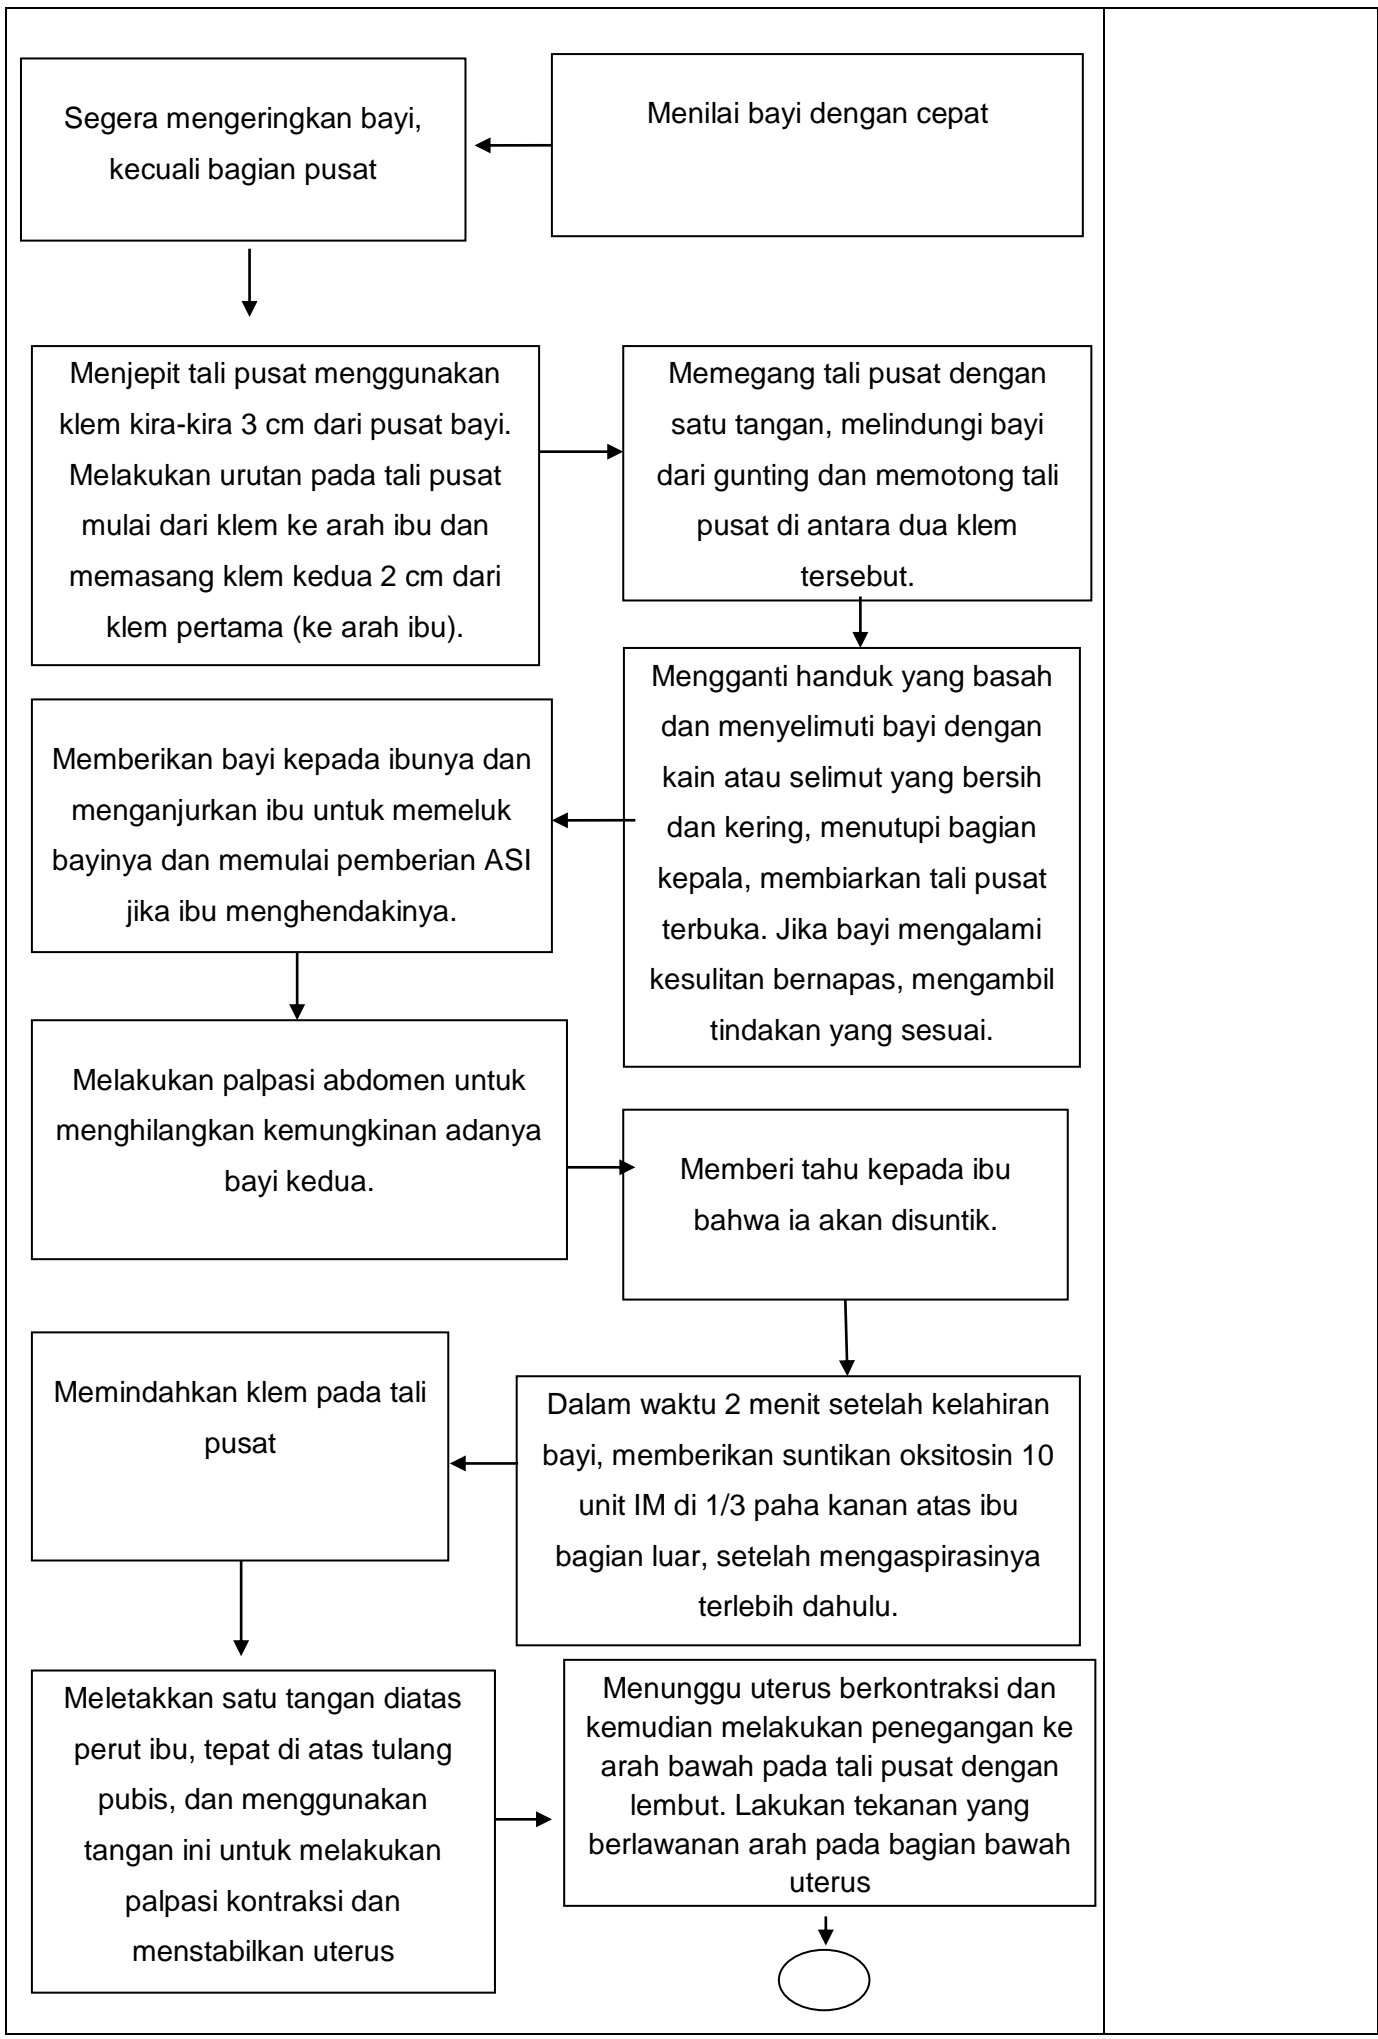 Menilai bayi dengan cepat
Segera mengeringkan bayi,
kecuali bagian pusat
Menjepit tali pusat menggunakan
klem kira-kira 3 cm dari pusat bayi.
Melakukan urutan pada tali pusat
mulai dari klem ke arah ibu dan
memasang klem kedua 2 cm dari
klem pertama (ke arah ibu).
Memegang tali pusat dengan
satu tangan, melindungi bayi
dari gunting dan memotong tali
pusat di antara dua klem
tersebut.
Mengganti handuk yang basah
dan menyelimuti bayi dengan
kain atau selimut yang bersih
dan kering, menutupi bagian
kepala, membiarkan tali pusat
terbuka. Jika bayi mengalami
kesulitan bernapas, mengambil
tindakan yang sesuai.
Memberikan bayi kepada ibunya dan
menganjurkan ibu untuk memeluk
bayinya dan memulai pemberian ASI
jika ibu menghendakinya.
Melakukan palpasi abdomen untuk
menghilangkan kemungkinan adanya
bayi kedua.
Memberi tahu kepada ibu
bahwa ia akan disuntik.
Dalam waktu 2 menit setelah kelahiran
bayi, memberikan suntikan oksitosin 10
unit IM di 1/3 paha kanan atas ibu
bagian luar, setelah mengaspirasinya
terlebih dahulu.
Memindahkan klem pada tali
pusat
Meletakkan satu tangan diatas
perut ibu, tepat di atas tulang
pubis, dan menggunakan
tangan ini untuk melakukan
palpasi kontraksi dan
menstabilkan uterus
Menunggu uterus berkontraksi dan
kemudian melakukan penegangan ke
arah bawah pada tali pusat dengan
lembut. Lakukan tekanan yang
berlawanan arah pada bagian bawah
uterus